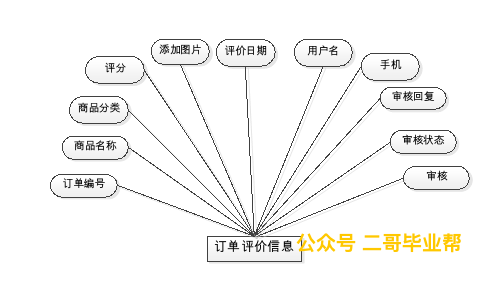 添加图片
评价日期
用户名
评分
手机
商品分类
审核回复
商品名称
审核状态
订单编号
审核
订单评价信息
公众号 二哥毕业帮